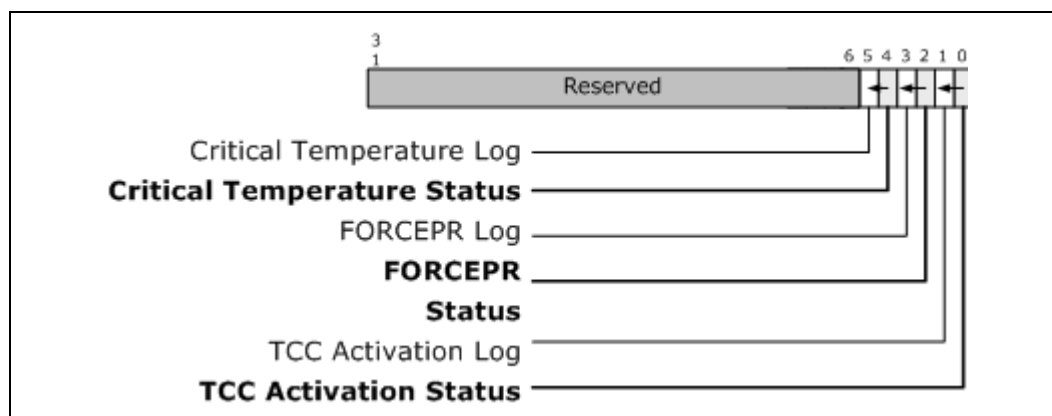 3
1
6 5 4 3 2 1 0
Reserved
Critical Temperature Log
Critical Temperature Status
FORCEPR Log
FORCEPR
Status
TCC Activation Log
TCC Activation Status